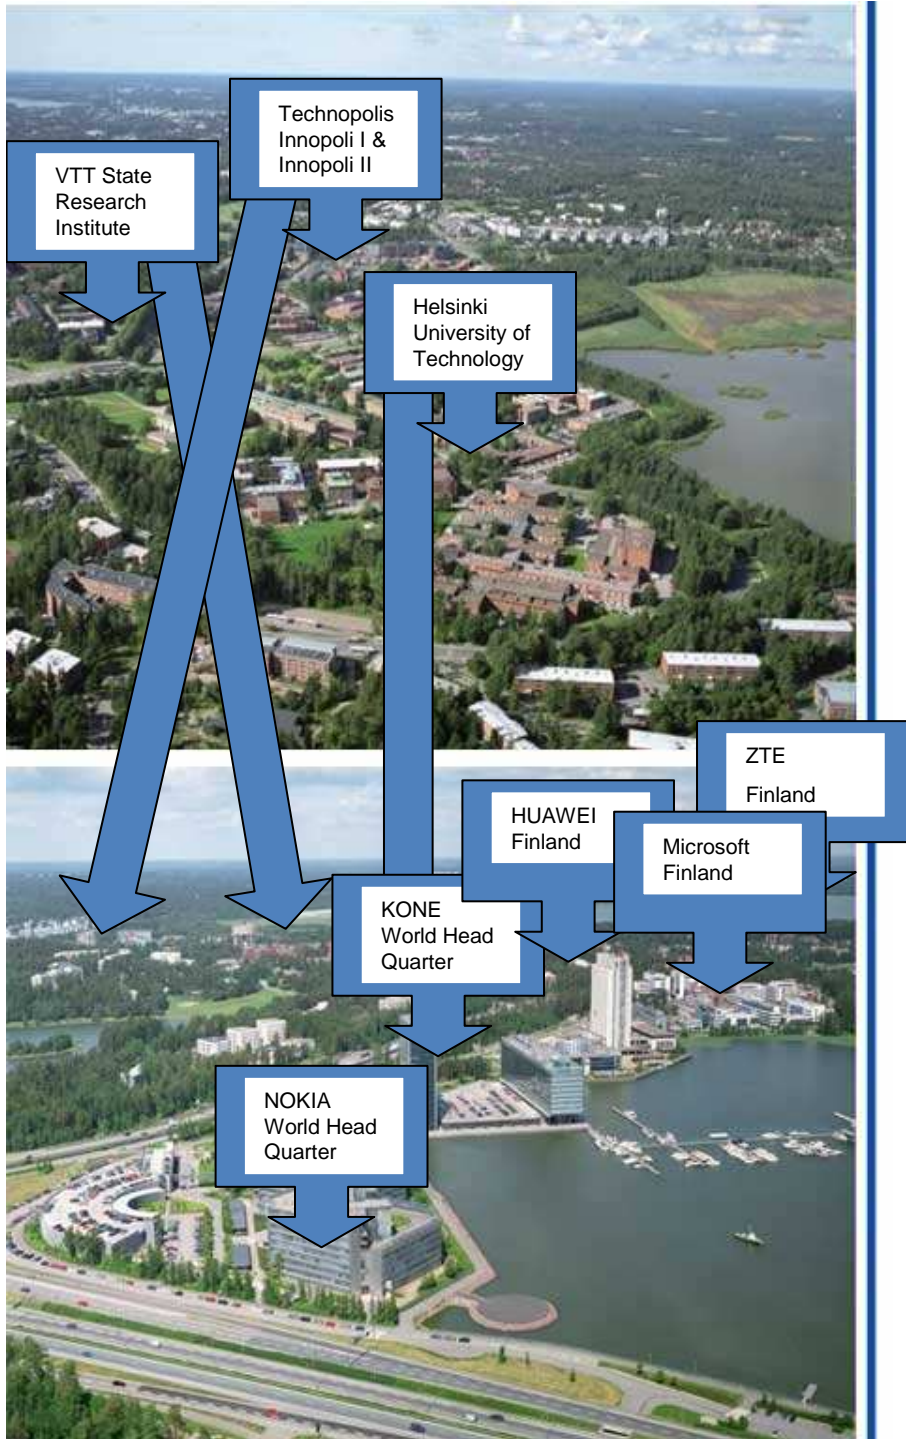 Technopolis
Innopoli I &
Innopoli II
VTT State
Research
Institute
Helsinki
University of
Technology
ZTE
Finland
HUAWEI
Finland
Microsoft
Finland
KONE
World Head
Quarter
NOKIA
World Head
Quarter